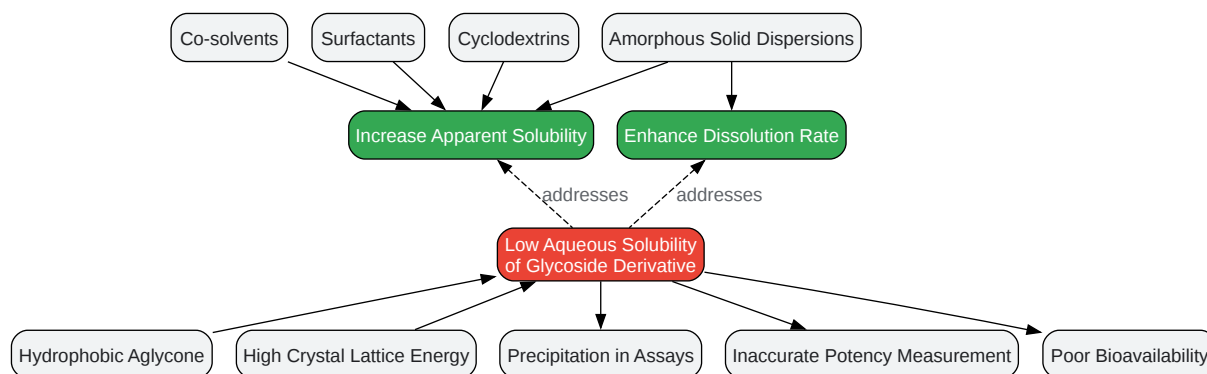 Co-solvents
Surfactants
Cyclodextrins
Amorphous Solid Dispersions
Increase Apparent Solubility
Enhance Dissolution Rate
addresses
addresses
Low Aqueous Solubility
of Glycoside Derivative
Hydrophobic Aglycone
High Crystal Lattice Energy
Precipitation in Assays
Inaccurate Potency Measurement
Poor Bioavailability